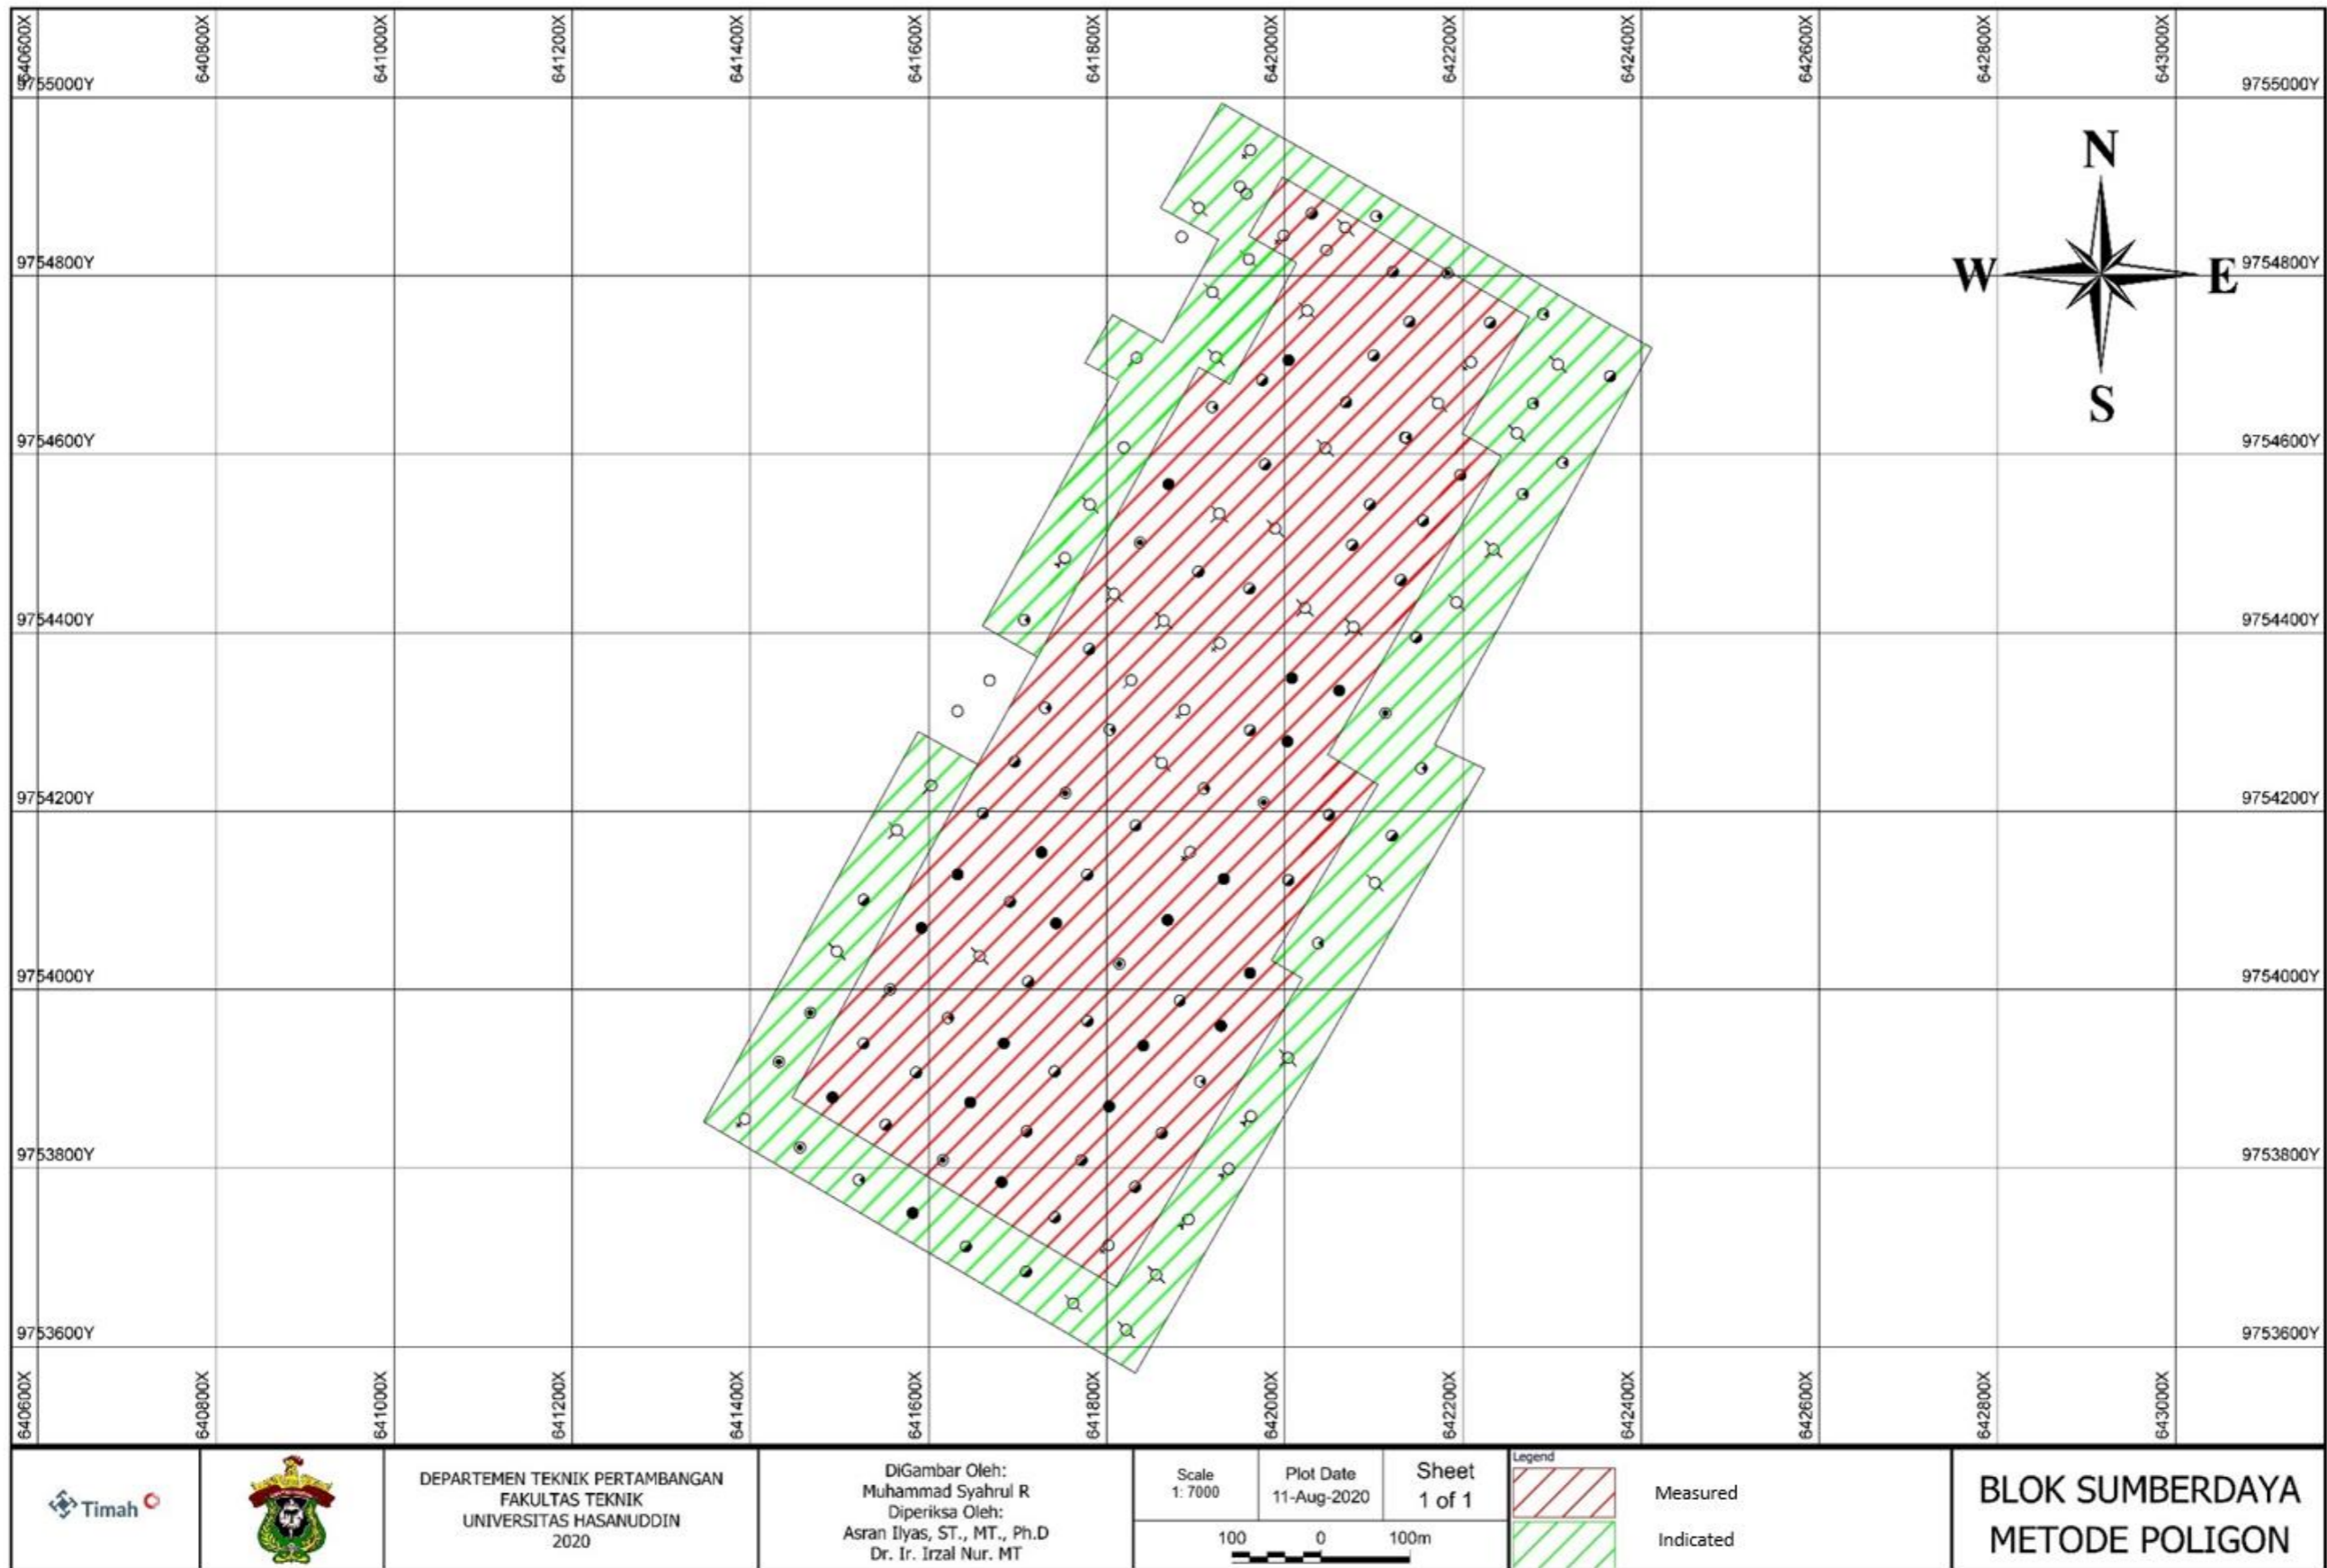 640600X
640800X
641000X
641200X
641400X
641600X
641800X
642000X
642200X
642400X
642600X
642800X
643000X
9755000Y
9755000Y
N
9754800Y
W
E
9754800Y
S
9754600Y
9754600Y
9754400Y
9754400Y
9754200Y
9754200Y
9754000Y
9754000Y
9753800Y
9753800Y
9753600Y
9753600Y
640600X
640800X
641000X
641200X
641400X
641600X
641800X
642000X
642200X
642400X
642600X
642800X
643000X
Timah
DEPARTEMEN TEKNIK PERTAMBANGAN
FAKULTAS TEKNIK
UNIVERSITAS HASANUDDIN
2020
DiGambar Oleh:
Muhammad Syahrul R
Diperiksa Oleh:
Asran Ilyas, ST., MT., Ph.D
Dr. Ir. Irzal Nur. MT
Scale
1: 7000
Plot Date
11-Aug-2020
Sheet
1 of 1
100 0 100m
Legend
Measured
Indicated
BLOK SUMBERDAYA
METODE POLIGON